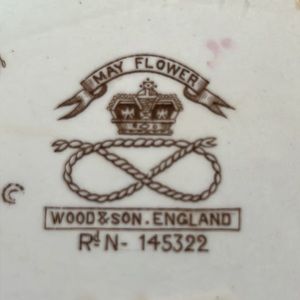 MAY FLOWER
WOOD & SON. ENGLAND
Rd N- 145322